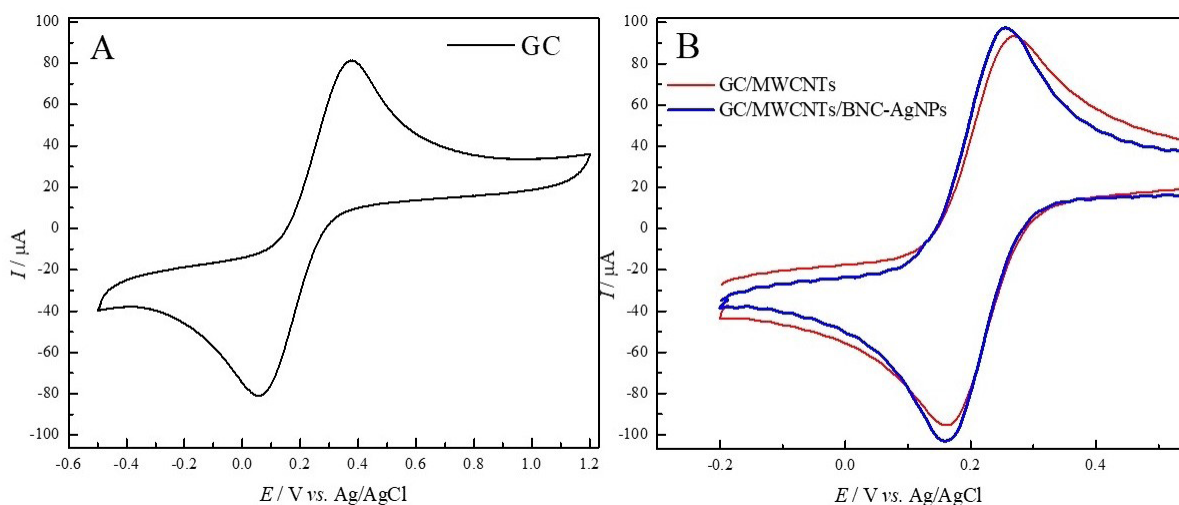 A
GC
100
80
60
40
20
0
-20
-40
-60
-80
-100
I / μA
-0.6 -0.4 -0.2 0.0 0.2 0.4 0.6 0.8 1.0 1.2
E / V vs. Ag/AgCl
B
GC/MWCNTs
GC/MWCNTs/BNC-AgNPs
100
80
60
40
20
0
-20
-40
-60
-80
-100
I / μA
-0.2 0.0 0.2 0.4
E / V vs. Ag/AgCl